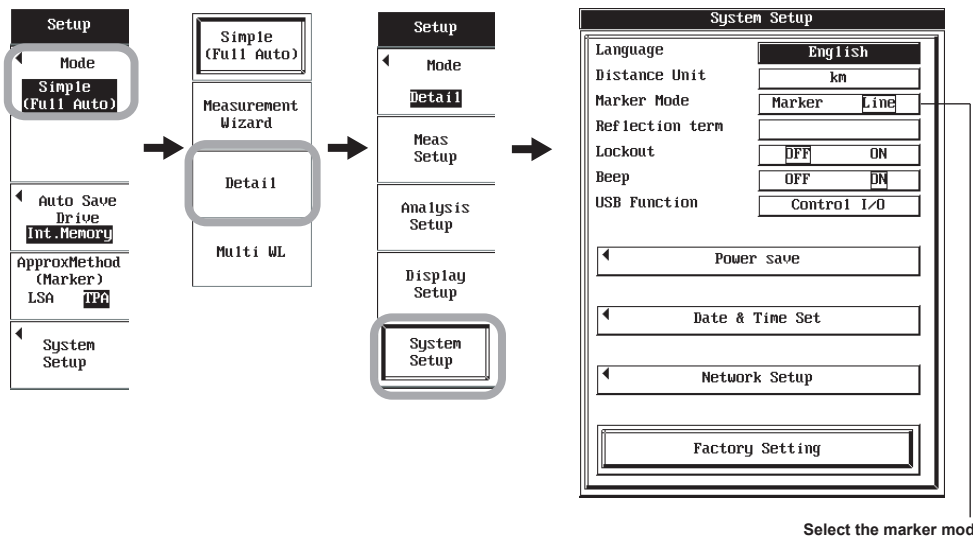 Setup
Mode
Simple
(Full Auto)
Auto Save
Drive
Int.Memory
ApproxMethod
(Marker)
LSA TPA
System
Setup
Simple
(Full Auto)
Measurement
Wizard
Detail
Multi WL
Setup
Mode
Detail
Meas
Setup
Analysis
Setup
Display
Setup
System
Setup
System Setup
Language English
Distance Unit km
Marker Mode Marker Line
Reflection term
Lockout OFF ON
Beep OFF ON
USB Function Control I/O
Power save
Date & Time Set
Network Setup
Factory Setting
Select the marker mod